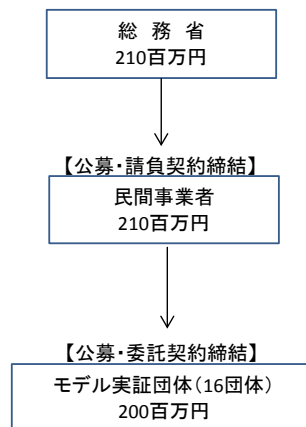 総 務 省
210百万円
【公募・請負契約締結】
民間事業者
210百万円
【公募・委託契約締結】
モデル実証団体（16団体）
200百万円